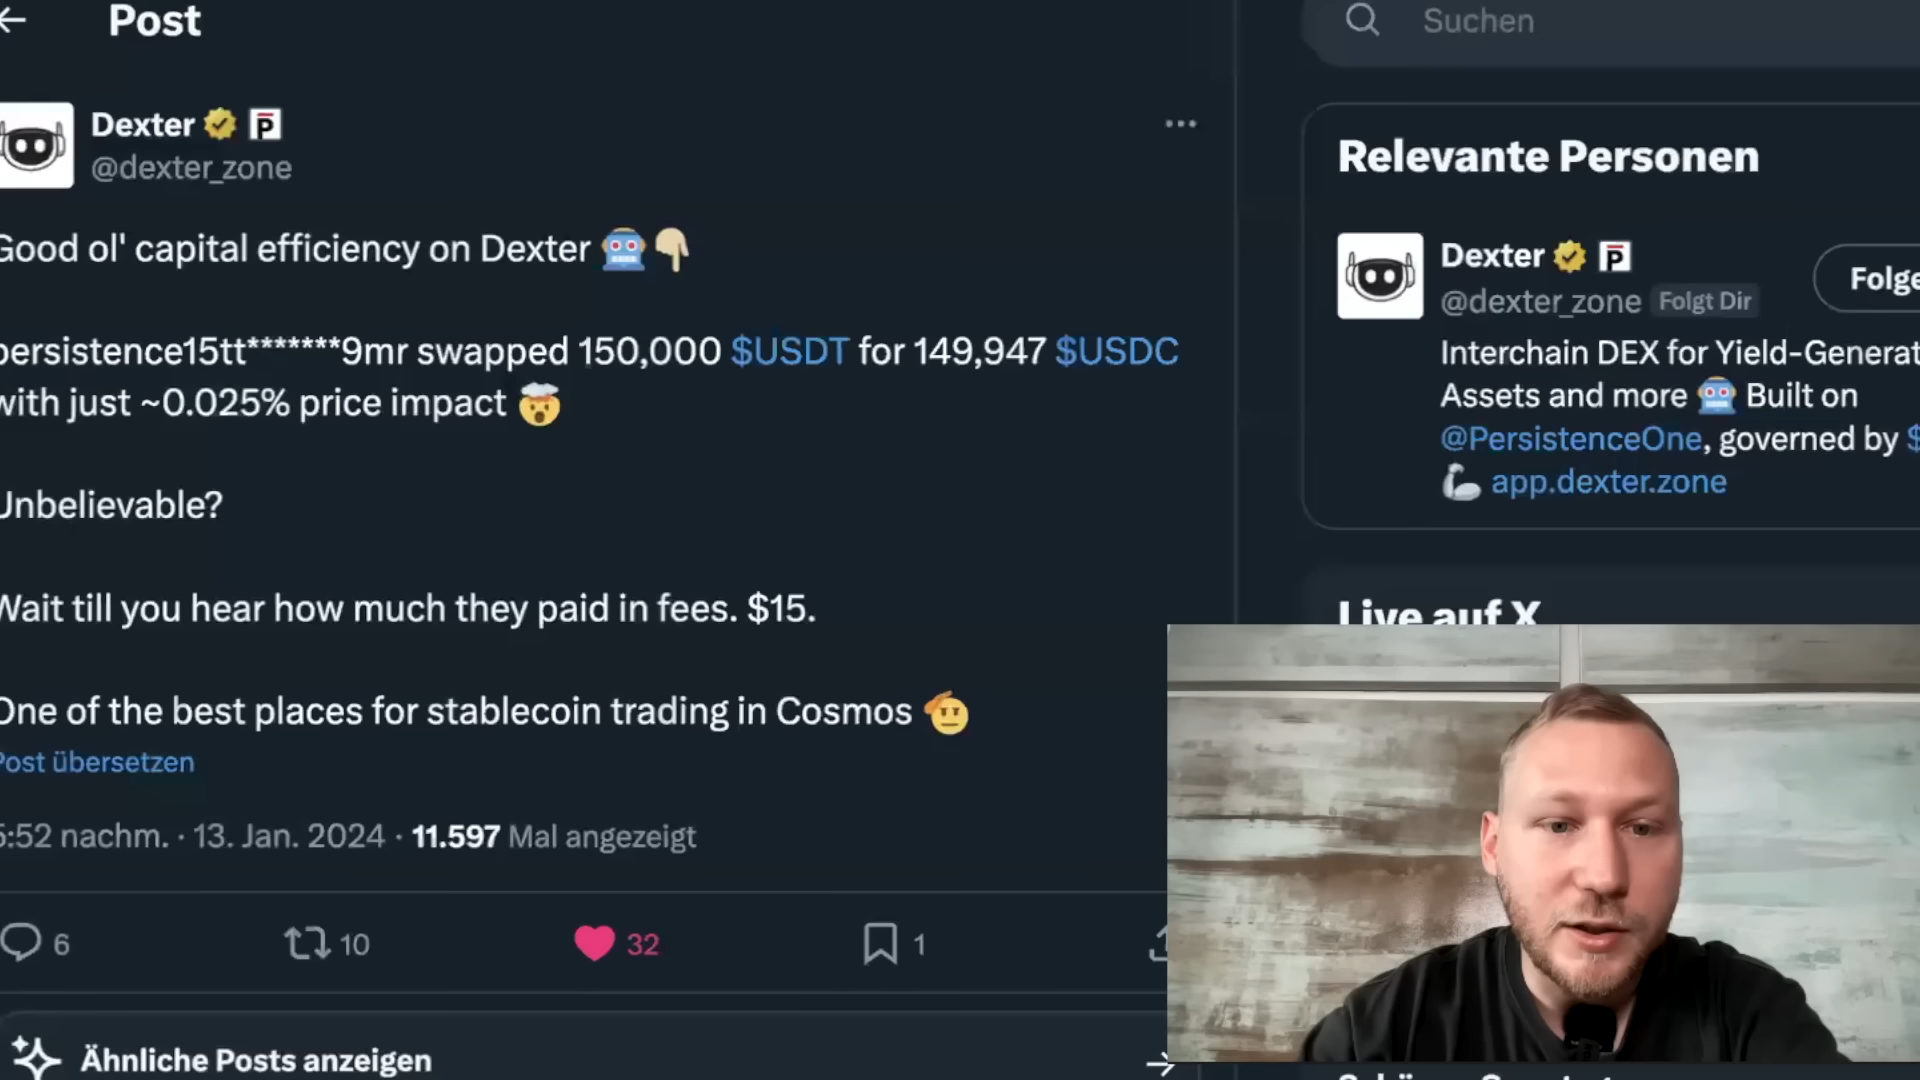 Post
Suchen
Dexter
@dexter_zone
Good ol' capital efficiency on Dexter
persistence15tt*******9mr swapped 150,000 $USDT for 149,947 $USDC
with just ~0.025% price impact
Unbelievable?
Wait till you hear how much they paid in fees. $15.
One of the best places for stablecoin trading in Cosmos
Post übersetzen
5:52 nachm. · 13. Jan. 2024 · 11.597 Mal angezeigt
6 10 32 1
Ähnliche Posts anzeigen
Relevante Personen
Dexter
@dexter_zone Folgt Dir
Folge
Interchain DEX for Yield-Generat
Assets and more Built on
@PersistenceOne, governed by $
app.dexter.zone
Live auf X